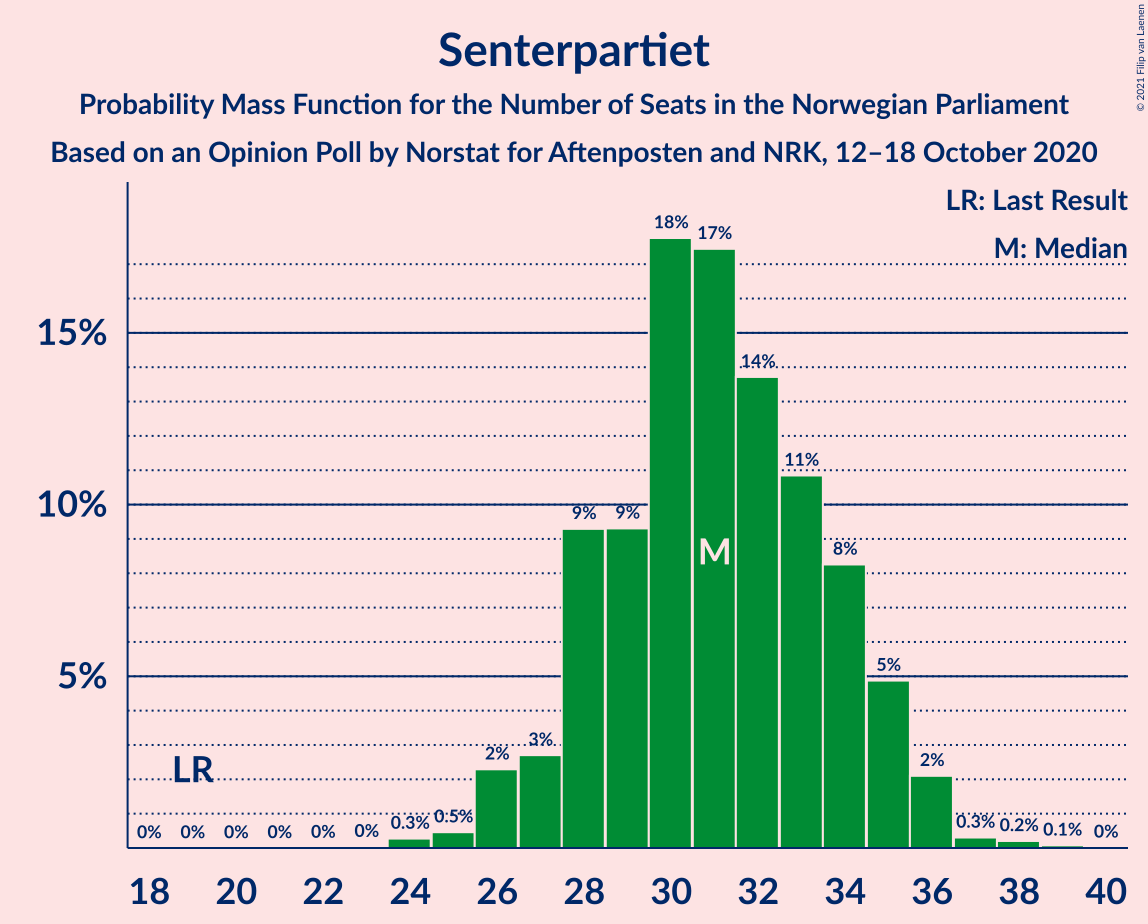 Senterpartiet
Probability Mass Function for the Number of Seats in the Norwegian Parliament
Based on an Opinion Poll by Norstat for Aftenposten and NRK, 12–18 October 2020
© 2021 Filip van Laenen
LR: Last Result
M: Median
15%
10%
5%
0% 0% 0% 0% 0% 0% 0.3% 0.5% 2% 3% 9% 9% 18% 17% 14% 11% 8% 5% 2% 0.3% 0.2% 0.1% 0%
LR
M
18 20 22 24 26 28 30 32 34 36 38 40